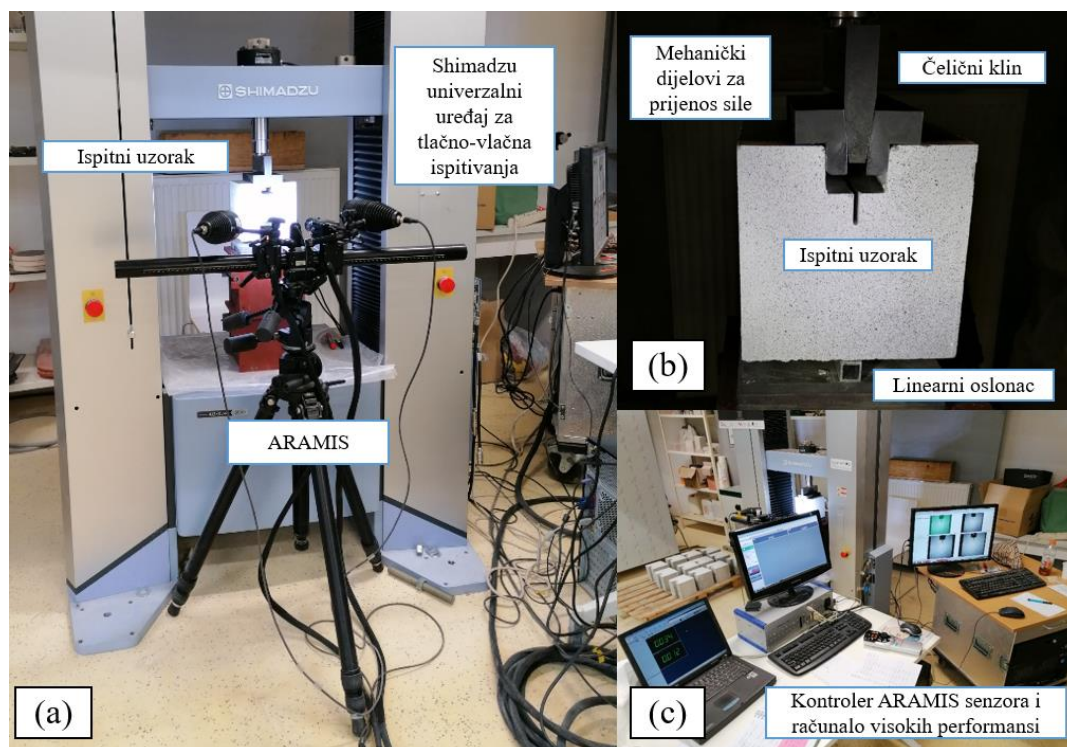 Ispitni uzorak
SHIMADZU
Shimadzu
univerzalni
uređaj za
tlačno-vlačna
ispitivanja
ARAMIS
(a)
Mehanički
dijelovi za
prijenos sile
Čelični klin
Ispitni uzorak
Linearni oslonac
(b)
Kontroler ARAMIS senzora i
računalo visokih performansi
(c)